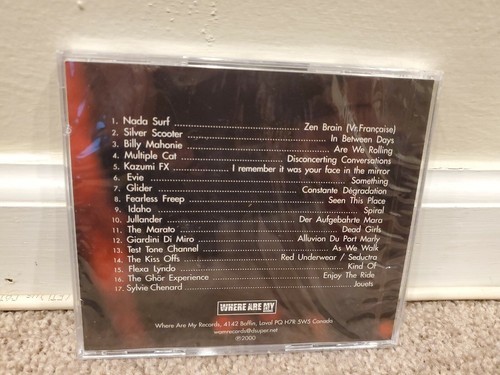 1. Nada Surf ........ Zen Brain (Vr.Française)
2. Silver Scooter ........ In Between Days
3. Billy Mahonie ........ Are We Rolling
4. Multiple Cat ........ Disconcerting Conversations
5. Kazumi FX ........ I remember it was your face in the mirror
6. Evie ........ Something
7. Glider ........ Constante Dégradation
8. Fearless Freep ........ Seen This Place
9. Idaho ........ Spiral
10. Jullander ........ Der Aufgebahrte Mara
11. The Marato ........ Dead Girls
12. Giardini Di Miro ........ Alluvion Du Port Marly
13. Test Tone Channel ........ As We Walk
14. The Kiss Offs ........ Red Underwear / Seductra
15. Flexa Lyndo ........ Kind Of
16. The Ghör Experience ........ Enjoy The Ride
17. Sylvie Chenard ........ Jouets
WHERE ARE MY
Where Are My Records, 4142 Boffin, Laval PQ H7R 5W5 Canada
wamrecords@dsuper.net
℗2000